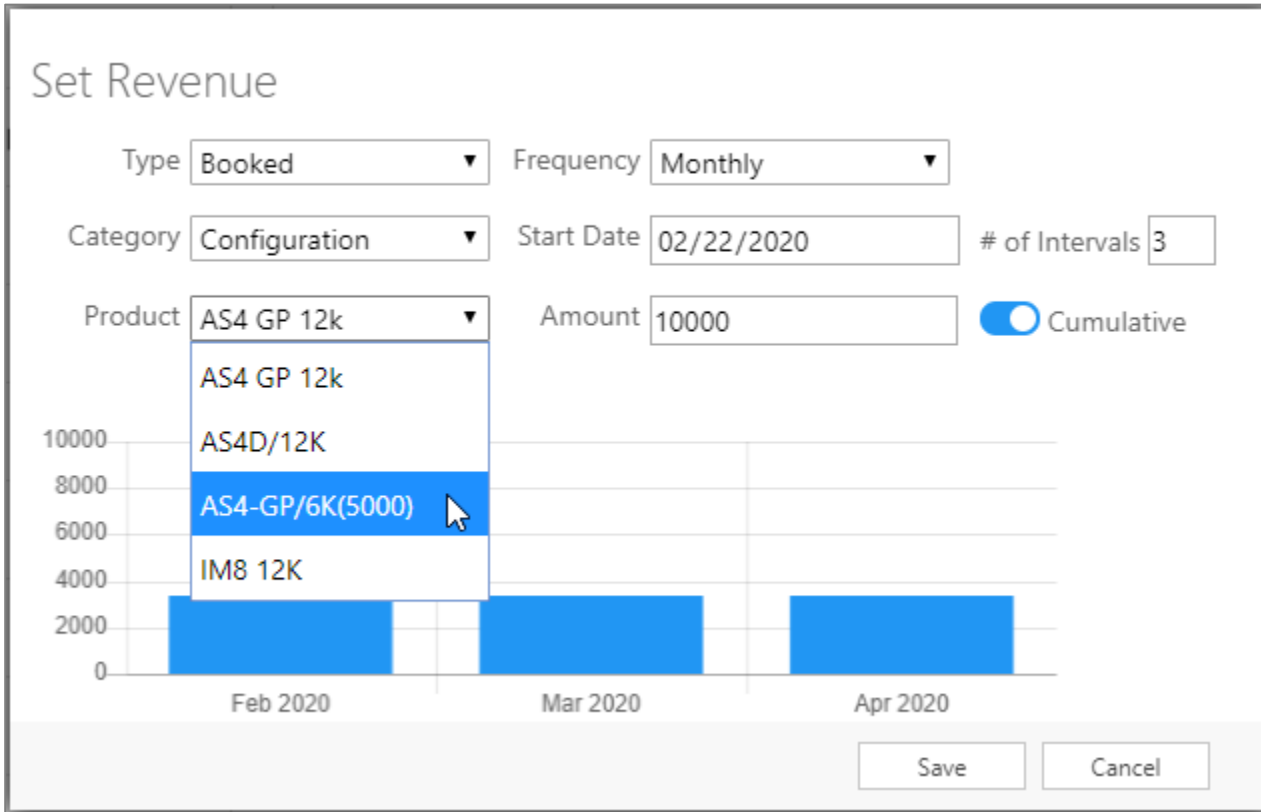 Set Revenue
Type Booked Frequency Monthly
Category Configuration Start Date 02/22/2020 # of Intervals 3
Product AS4 GP 12k Amount 10000 Cumulative
AS4 GP 12k
AS4D/12K
AS4-GP/6K(5000)
IM8 12K
10000
8000
6000
4000
2000
0
Feb 2020 Mar 2020 Apr 2020
Save Cancel